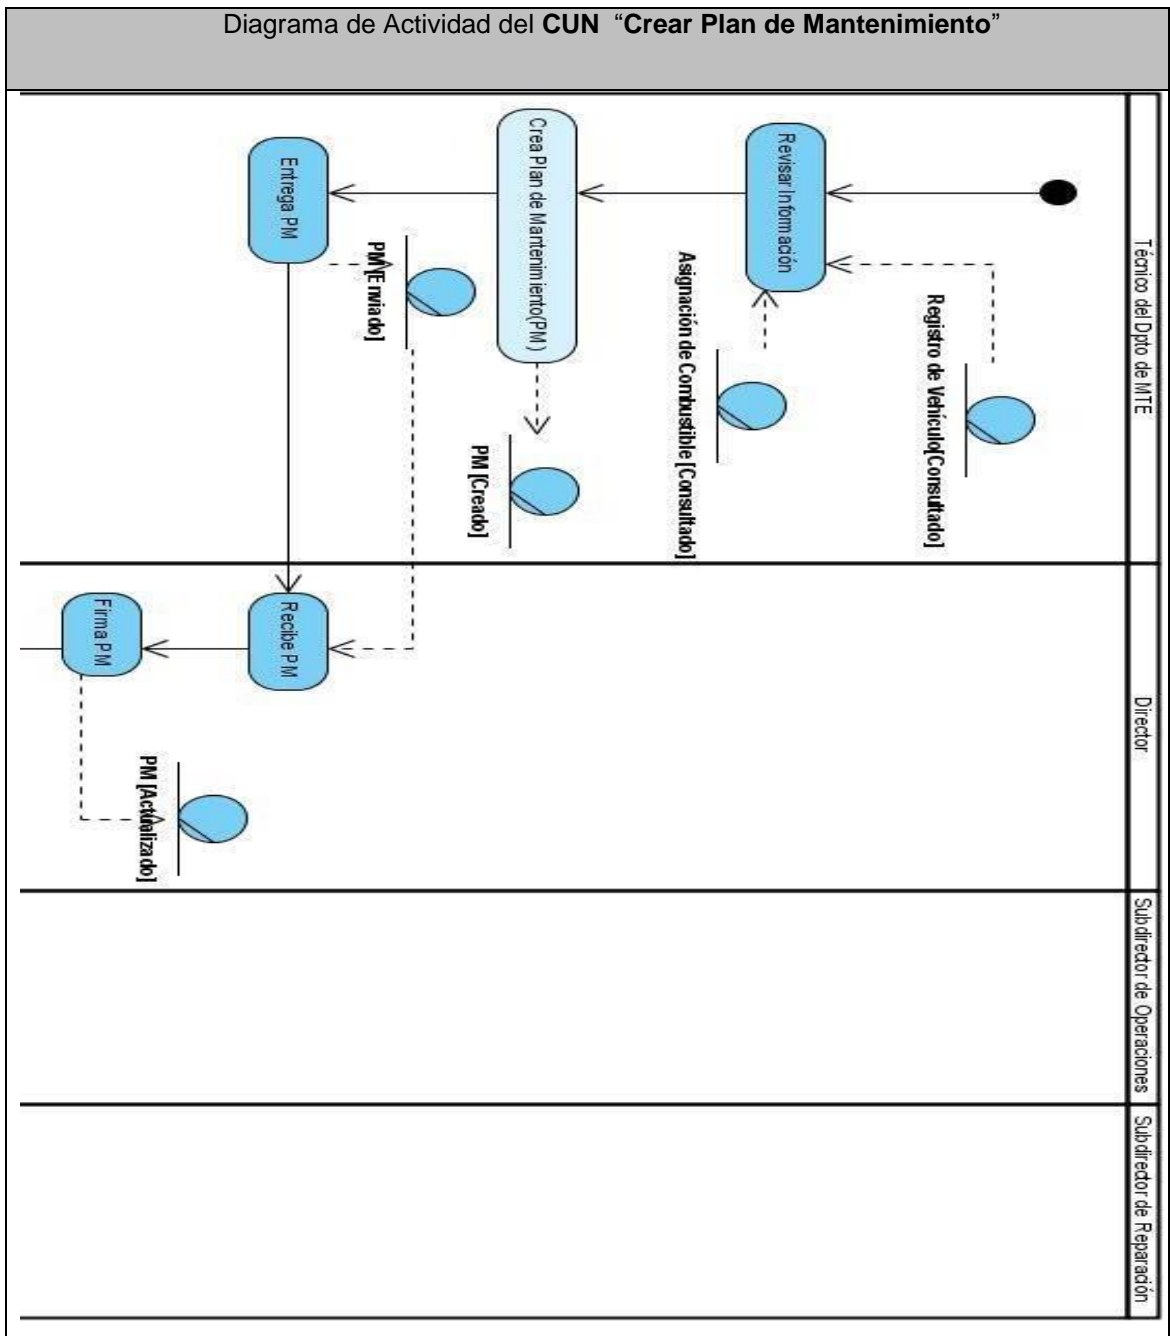 Diagrama de Actividad del CUN “Crear Plan de Mantenimiento”
Técnico del Dpto de MTE
Director
Subdirector de Operaciones
Subdirector de Reparación
Registro de Vehículo[Consultado]
Revisar Información
Asignación de Combustible [Consultado]
Crea Plan de Mantenimiento(PM)
PM [Creado]
Entrega PM
PM [Enviado]
Recibe PM
Firma PM
PM [Actualizado]